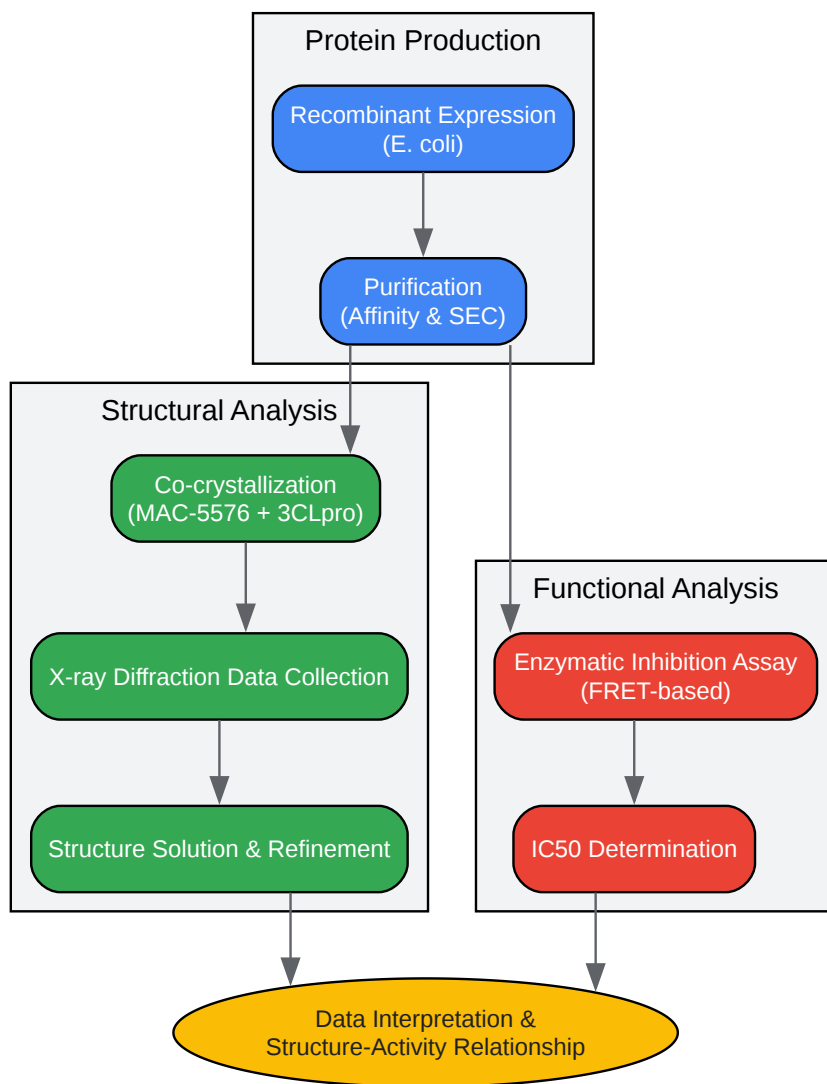 Protein Production
Recombinant Expression
(E. coli)
Purification
(Affinity & SEC)
Structural Analysis
Co-crystallization
(MAC-5576 + 3CLpro)
X-ray Diffraction Data Collection
Structure Solution & Refinement
Functional Analysis
Enzymatic Inhibition Assay
(FRET-based)
IC50 Determination
Data Interpretation &
Structure-Activity Relationship